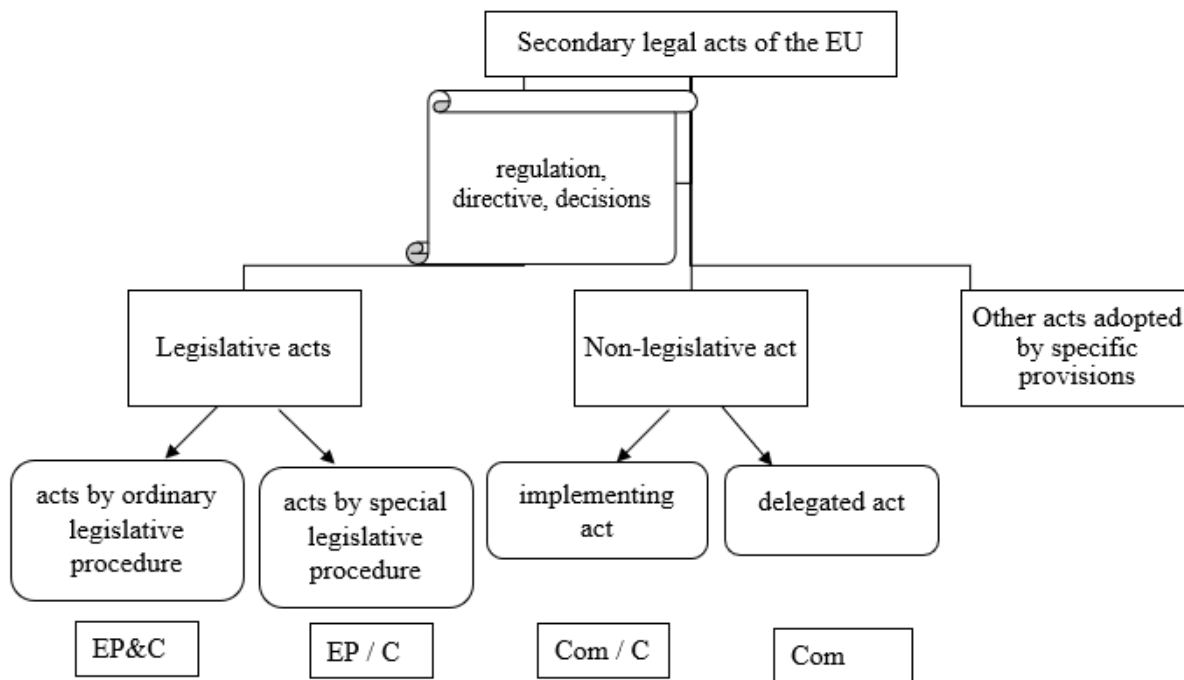 Secondary legal acts of the EU
regulation,
directive, decisions
Legislative acts
Non-legislative act
Other acts adopted
by specific
provisions
acts by ordinary
legislative
procedure
acts by special
legislative
procedure
implementing
act
delegated act
EP&C
EP / C
Com / C
Com